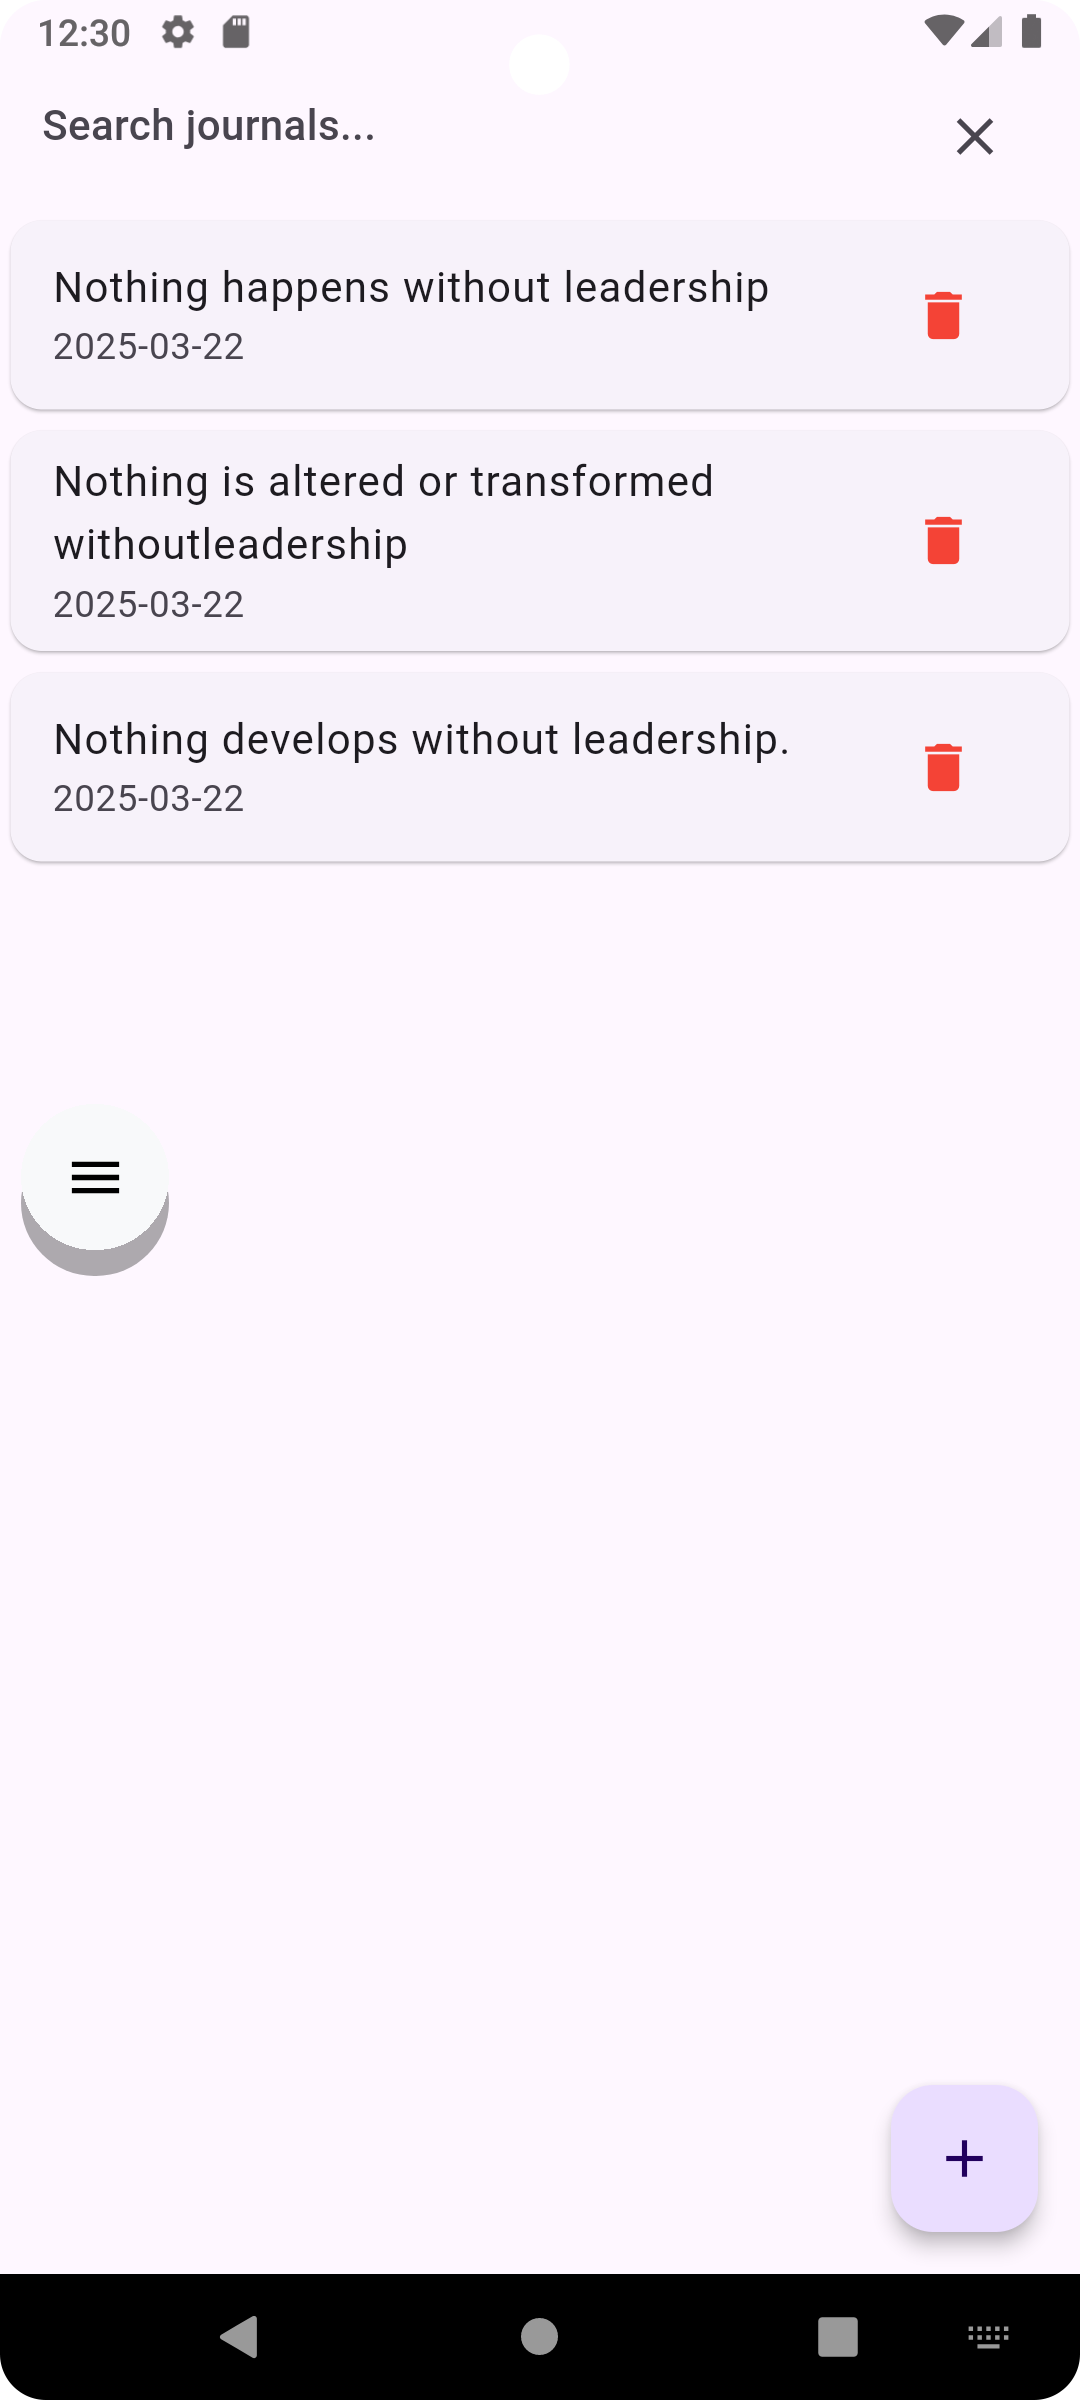 12:30
Search journals...
Nothing happens without leadership
2025-03-22
Nothing is altered or transformed
withoutleadership
2025-03-22
Nothing develops without leadership.
2025-03-22